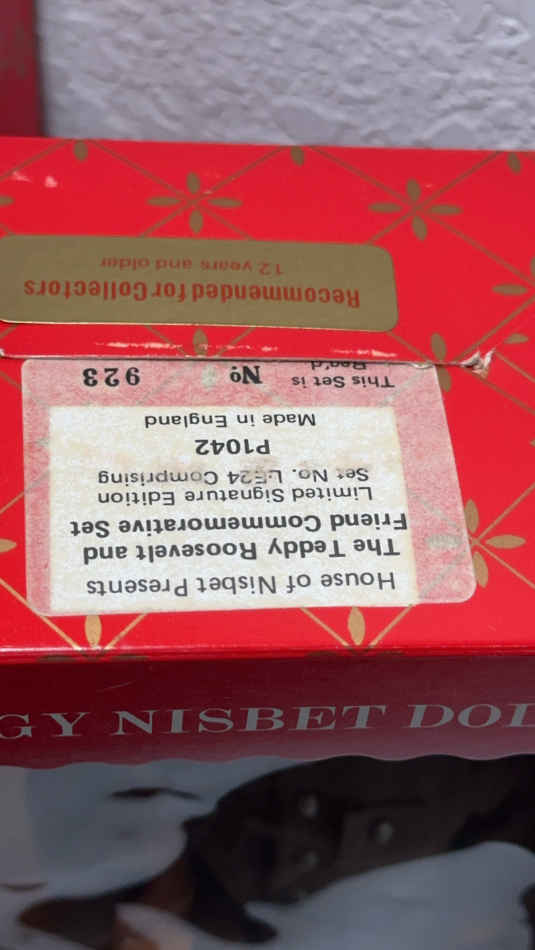 House of Nisbet Presents
The Teddy Roosevelt and
Friend Commemorative Set
Limited Signature Edition
Set No. LE24 Comprising
P1042
Made in England
This Set is
Reg'd
No. 923
Recommended for Collectors
12 years and older
GY NISBET DOL